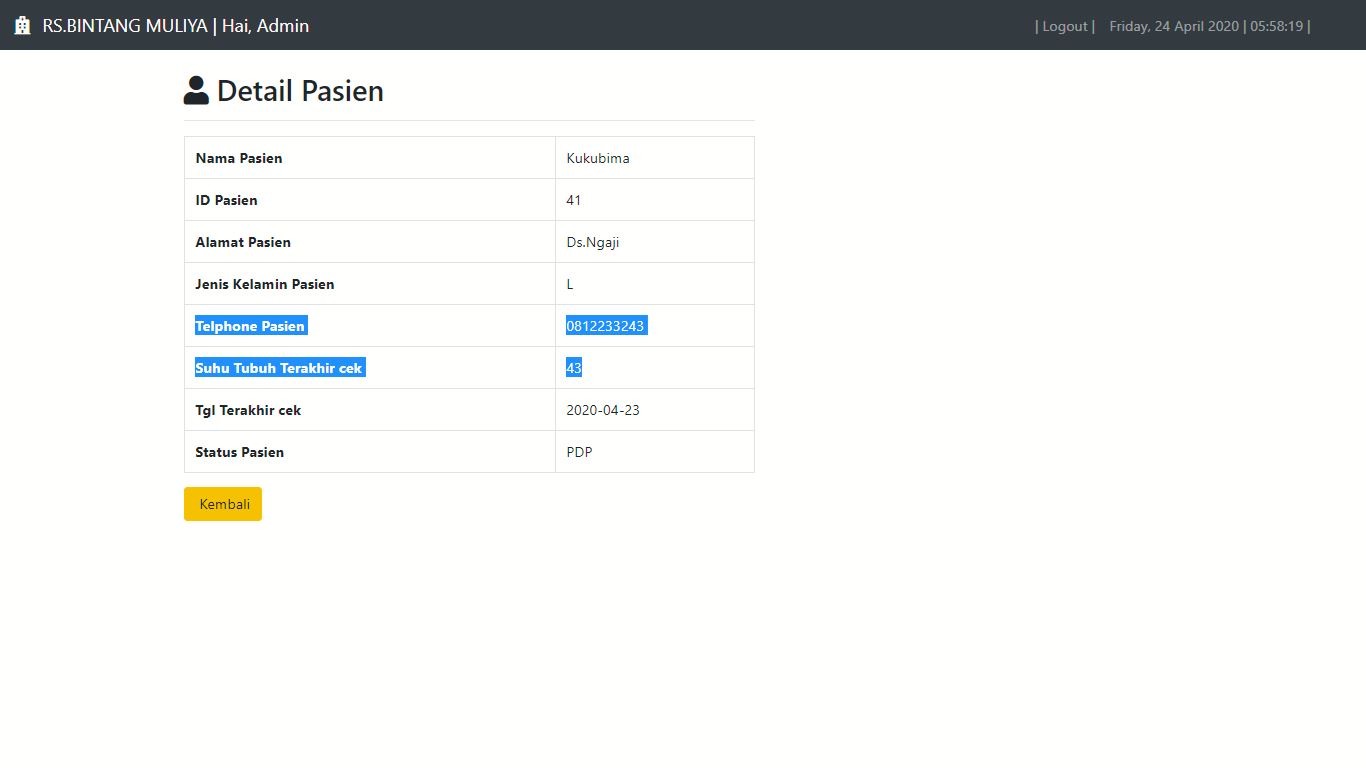 RS.BINTANG MULIYA | Hai, Admin | Logout | Friday, 24 April 2020 | 05:58:19 |
Detail Pasien
Nama Pasien Kukubima
ID Pasien 41
Alamat Pasien Ds.Ngaji
Jenis Kelamin Pasien L
Telphone Pasien 0812233243
Suhu Tubuh Terakhir cek 43
Tgl Terakhir cek 2020-04-23
Status Pasien PDP
Kembali